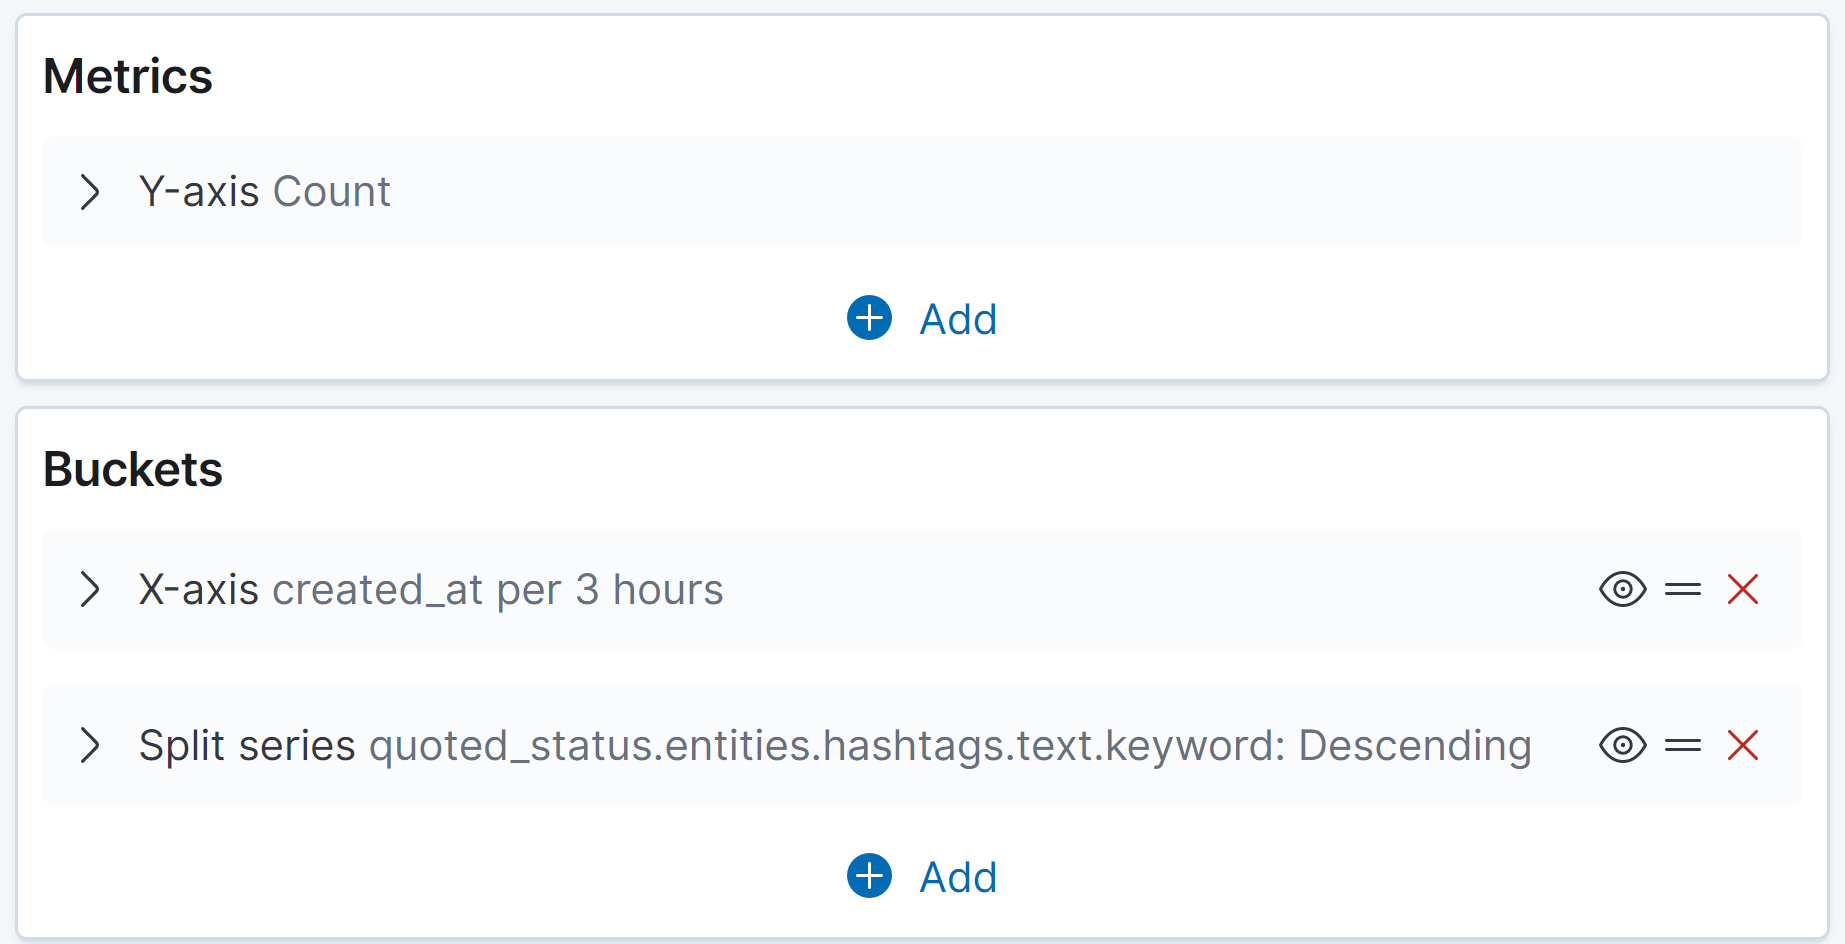 Metrics
Y-axis Count
Add
Buckets
X-axis created_at per 3 hours
Split series quoted_status.entities.hashtags.text.keyword: Descending
Add